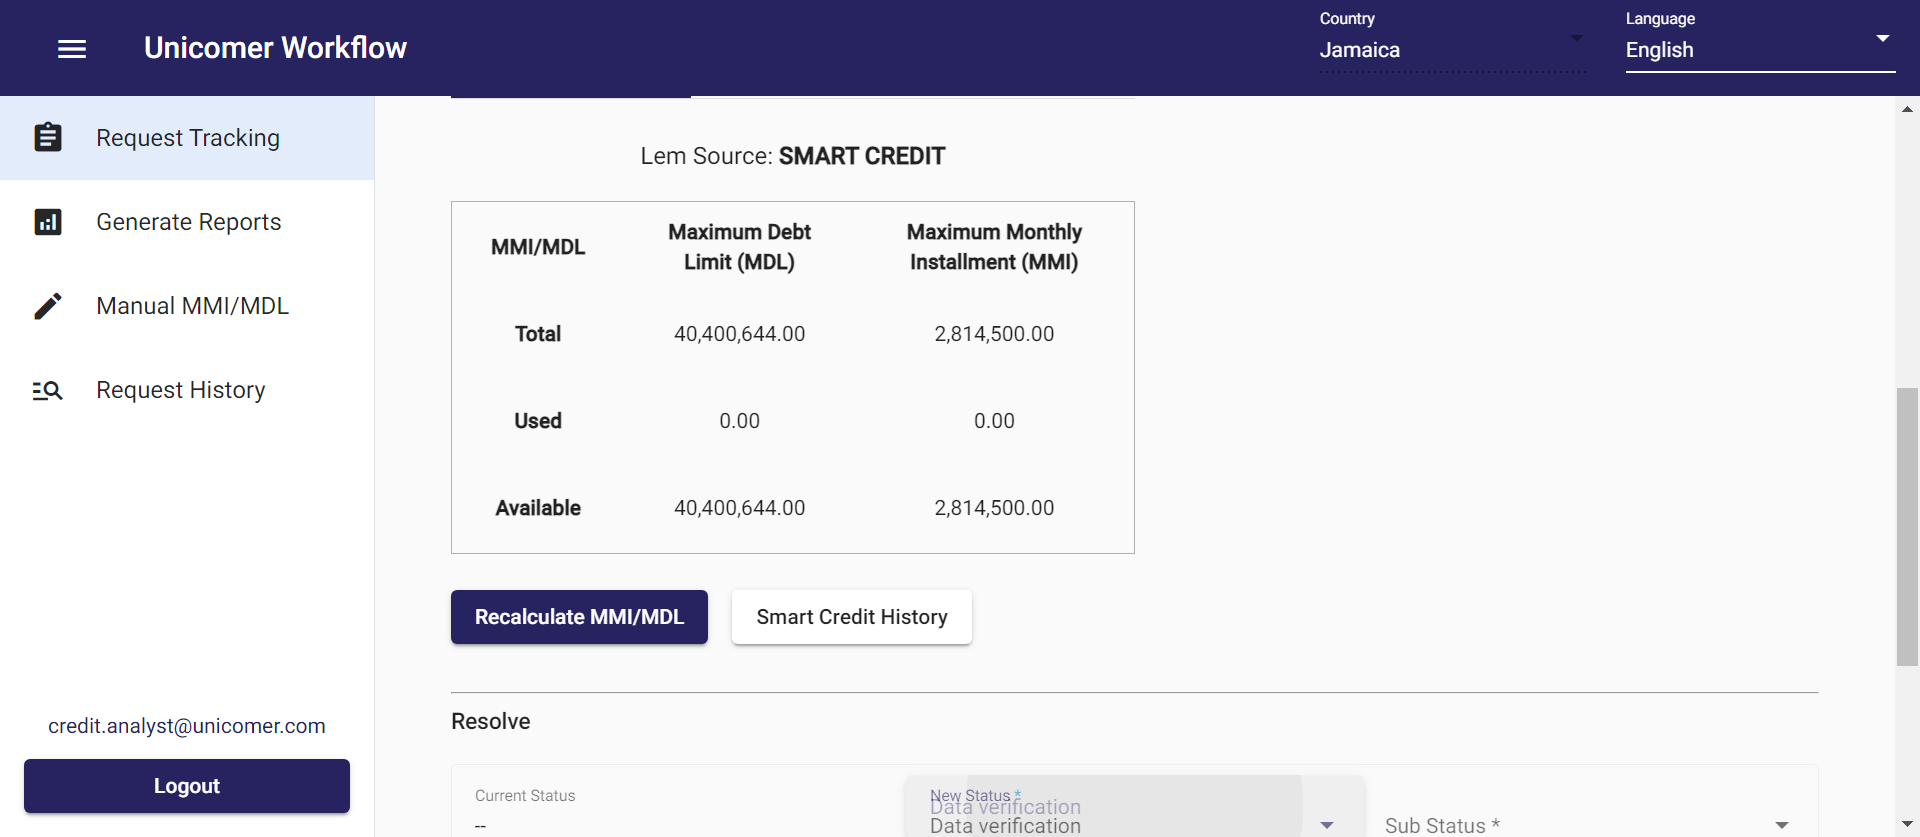 Unicomer Workflow
Country
Jamaica
Language
English
Request Tracking
Generate Reports
Manual MMI/MDL
Request History
credit.analyst@unicomer.com
Logout
Lem Source: SMART CREDIT
MMI/MDL
Maximum Debt
Limit (MDL)
Maximum Monthly
Installment (MMI)
Total 40,400,644.00 2,814,500.00
Used 0.00 0.00
Available 40,400,644.00 2,814,500.00
Recalculate MMI/MDL
Smart Credit History
Resolve
Current Status
--
New Status *
Data verification
Data verification
Sub Status *